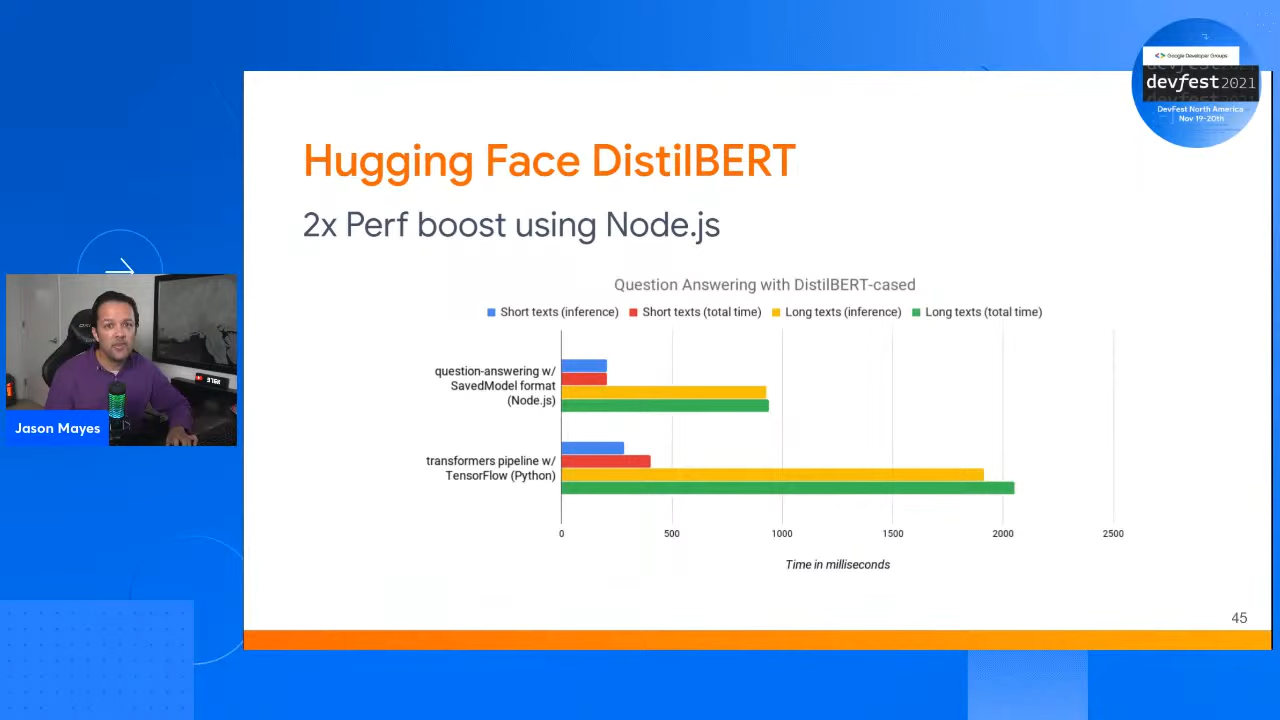 Google Developer Groups
devfest 2021
DevFest North America
Nov 19-20th
Hugging Face DistilBERT
2x Perf boost using Node.js
Question Answering with DistilBERT-cased
Short texts (inference) Short texts (total time) Long texts (inference) Long texts (total time)
question-answering w/
SavedModel format
(Node.js)
transformers pipeline w/
TensorFlow (Python)
0 500 1000 1500 2000 2500
Time in milliseconds
45
Jason Mayes